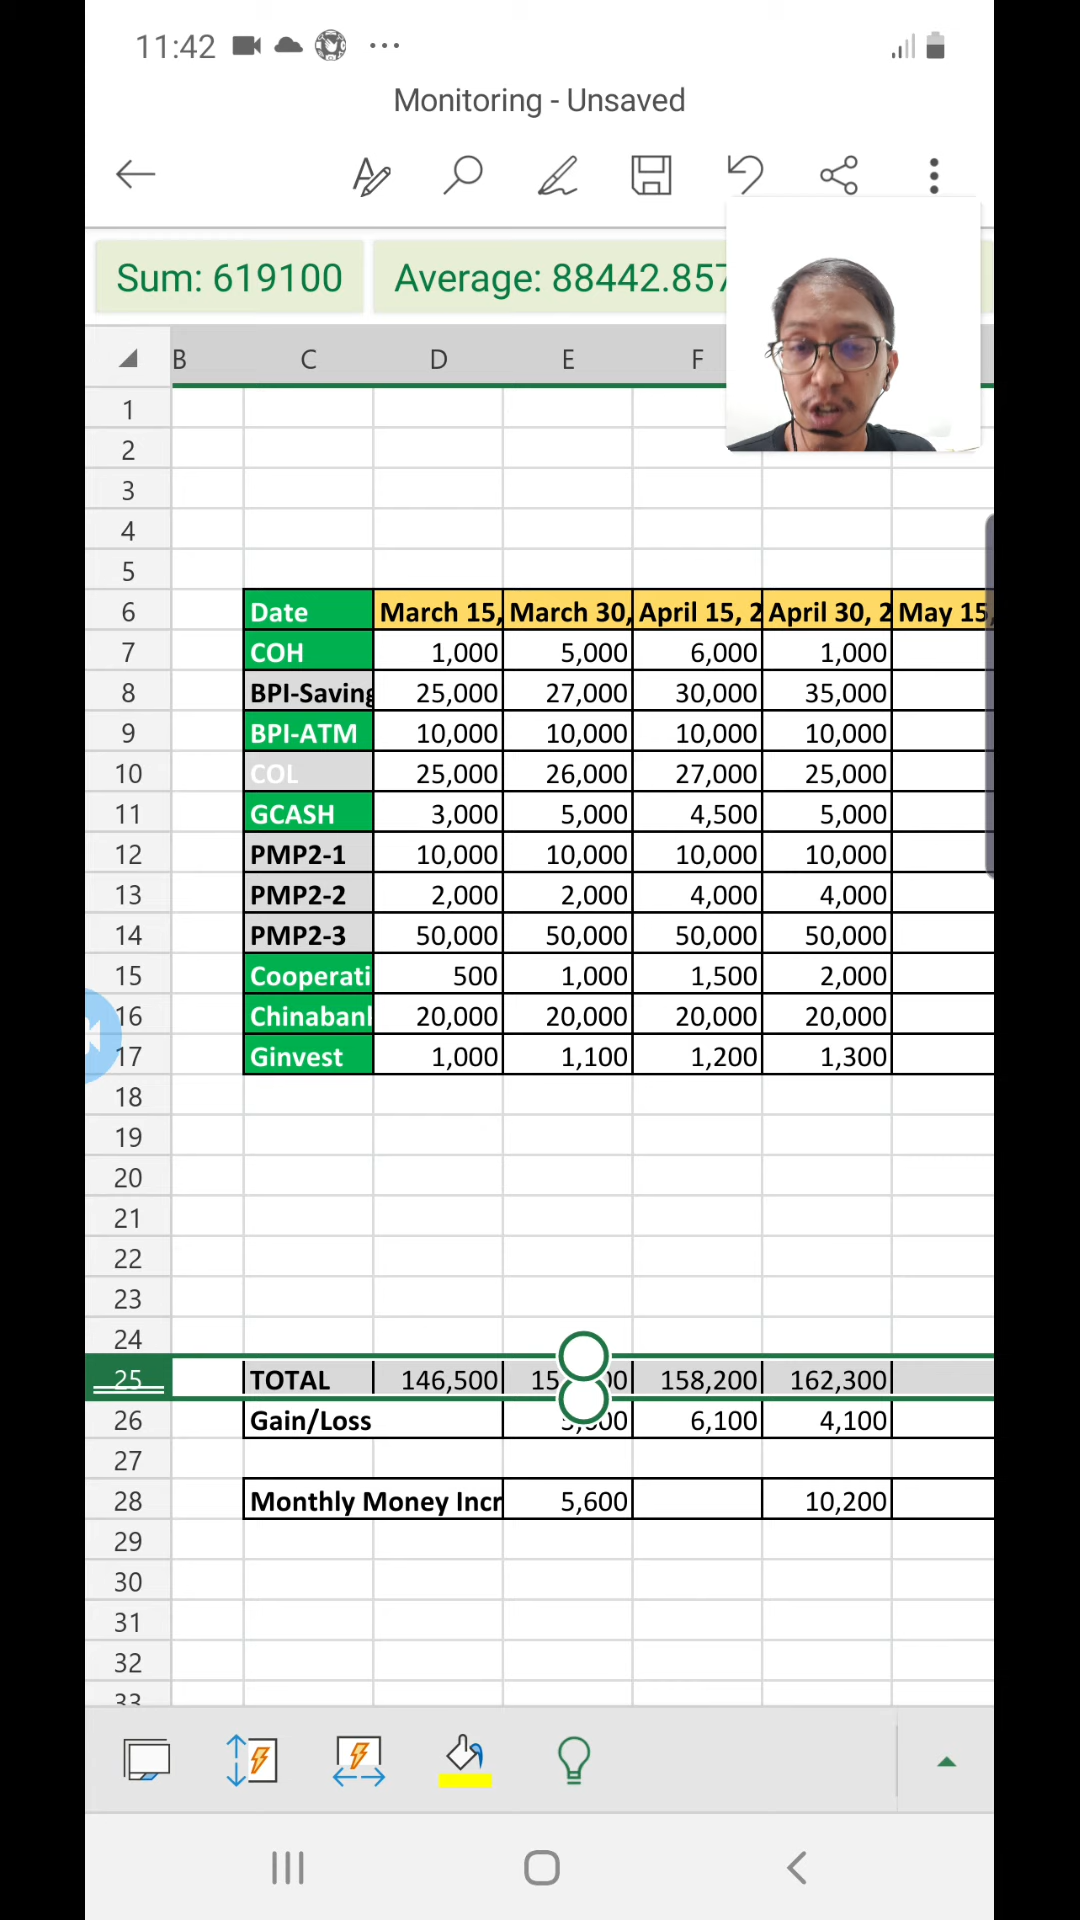 11:42
Monitoring - Unsaved
Sum: 619100 Average: 88442.857
B C D E F
1
2
3
4
5
6 Date March 15, March 30, April 15, 2 April 30, 2 May 15,
7 COH 1,000 5,000 6,000 1,000
8 BPI-Saving 25,000 27,000 30,000 35,000
9 BPI-ATM 10,000 10,000 10,000 10,000
10 COL 25,000 26,000 27,000 25,000
11 GCASH 3,000 5,000 4,500 5,000
12 PMP2-1 10,000 10,000 10,000 10,000
13 PMP2-2 2,000 2,000 4,000 4,000
14 PMP2-3 50,000 50,000 50,000 50,000
15 Cooperati 500 1,000 1,500 2,000
16 Chinaban 20,000 20,000 20,000 20,000
17 Ginvest 1,000 1,100 1,200 1,300
18
19
20
21
22
23
24
25 TOTAL 146,500 158,200 162,300
26 Gain/Loss 6,100 4,100
27
28 Monthly Money Incr 5,600 10,200
29
30
31
32
33